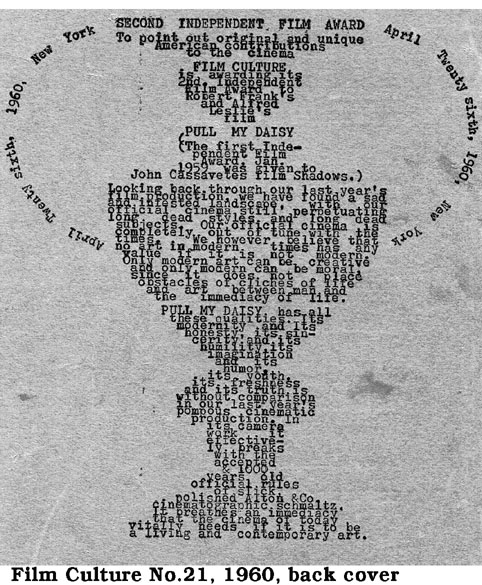 SECOND INDEPENDENT FILM AWARD
To point out original and unique
American contributions
to the cinema
FILM CULTURE
is awarding its
2nd. Independent
Film Award to
Robert Frank's
and Alfred
Leslie's
film
PULL MY DAISY
(The first Inde-
pendent Film
Award, Jan.
1959 was given to
John Cassavetes film Shadows.)
Looking back through our last year's
film production, we have found a sad
and infested landscape, with our
official cinema still perpetuating
long dead styles and long dead
subjects. Our official cinema is
completely out of tune with the
times. We however believe that
no art in modern times has any
value if it is not modern.
Only modern art can be creative
and only modern can be moral,
since it does not place
obstacles of cliches of life
and art between man and
the immediacy of life.
PULL MY DAISY has all
these qualities. Its
modernity and its
honesty, its sin-
cerity and its
humility its
imagination
and its
humor,
its youth,
its freshness
and its truth is
without comparison
in our last year's
pompous cinematic
production. In
its camera
work it
effective-
ly breaks
with the
accepted
& 1000
years old
official rules
of slick
polished Alton &Co.
cinematographic schmaltz.
It breathes an immediacy
that the cinema of today
vitally needs if it is to be
a living and contemporary art.
April Twenty sixth, 1960, New York
April Twenty sixth, 1960, New York
Film Culture No.21, 1960, back cover